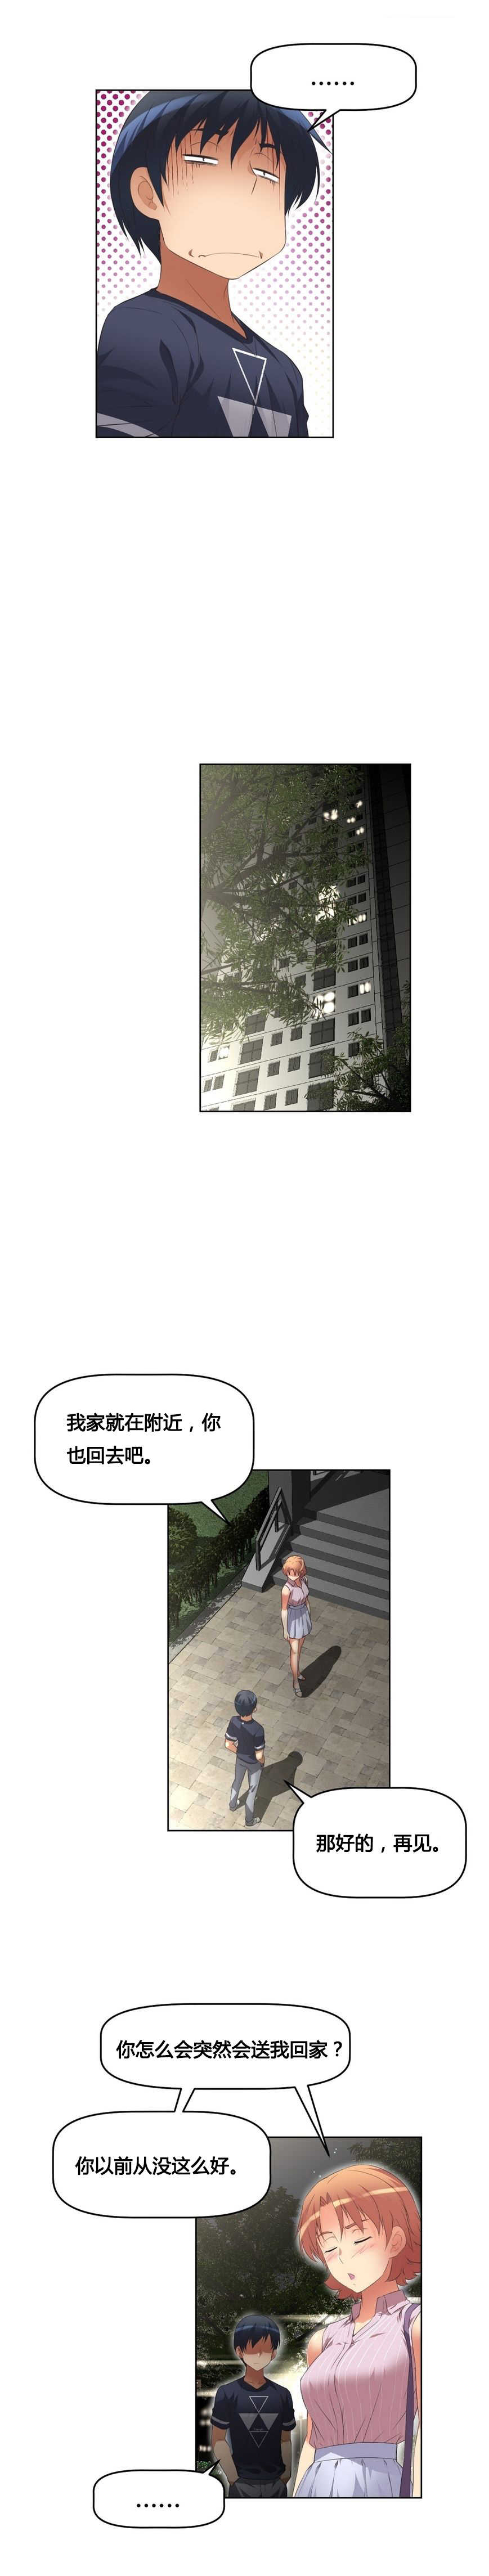 ……
我家就在附近，你
也回去吧。
那好的，再见。
你怎么会突然会送我回家？
你以前从没这么好。
……